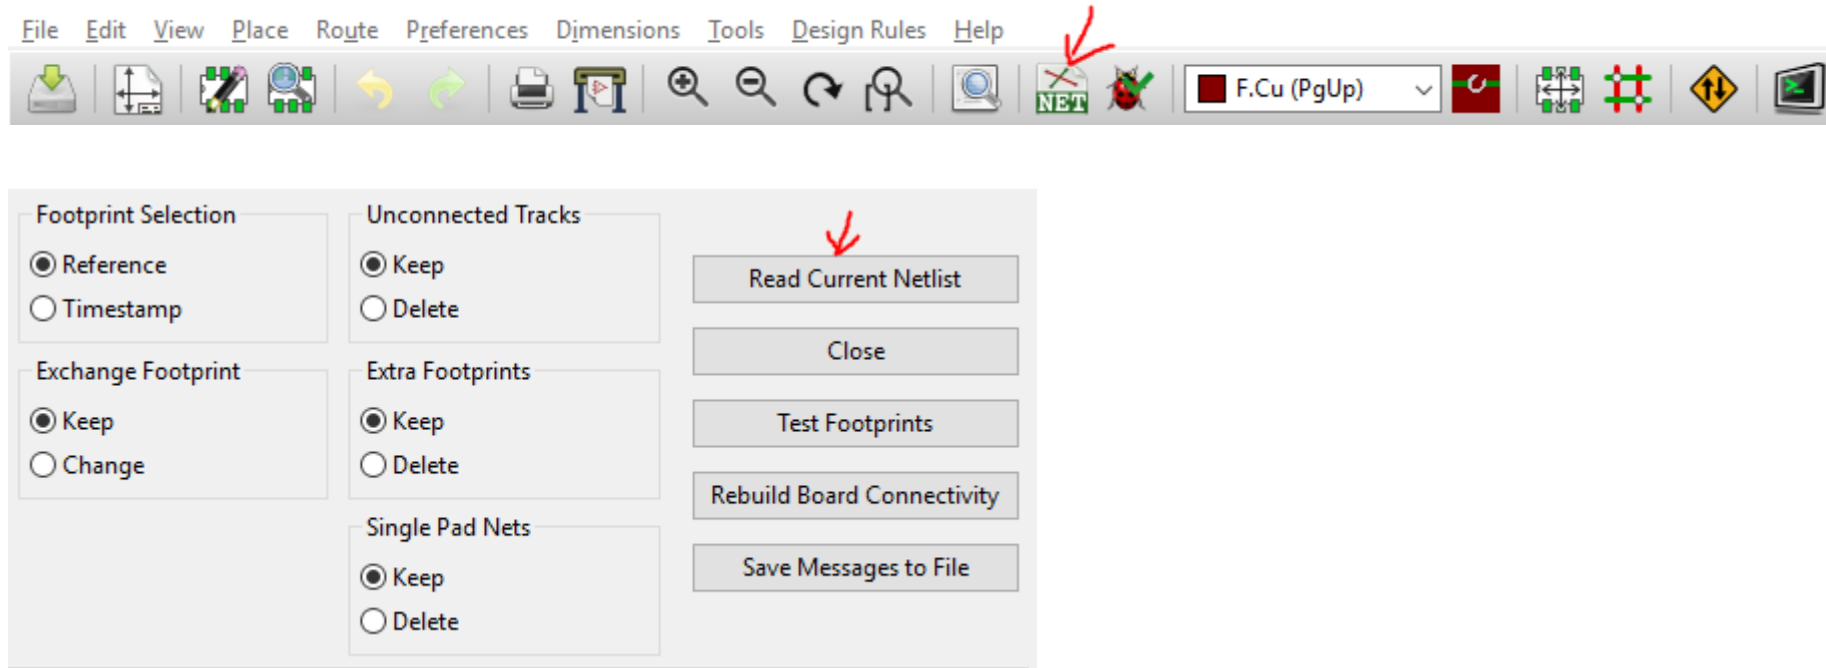 File Edit View Place Route Preferences Dimensions Tools Design Rules Help
NET
F.Cu (PgUp)
Footprint Selection
Reference
Timestamp
Exchange Footprint
Keep
Change
Unconnected Tracks
Keep
Delete
Extra Footprints
Keep
Delete
Single Pad Nets
Keep
Delete
Read Current Netlist
Close
Test Footprints
Rebuild Board Connectivity
Save Messages to File